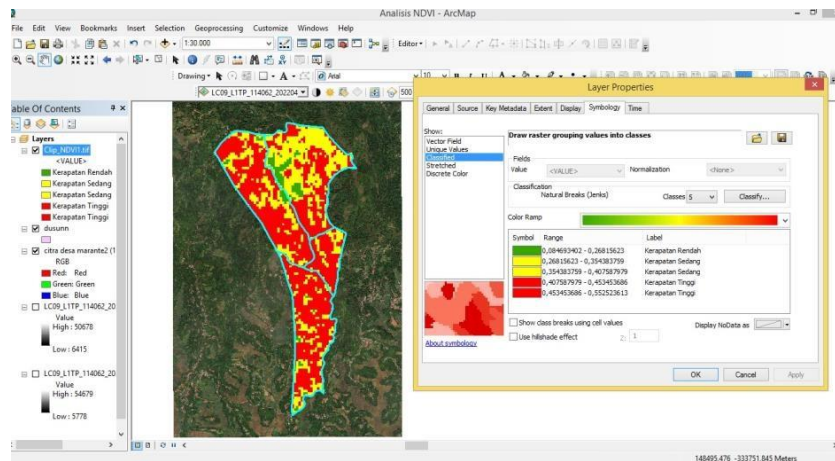 Analisis NDVI - ArcMap
File Edit View Bookmarks Insert Selection Geoprocessing Customize Windows Help
1:30.000
Editor
Drawing
Arial
10
LC09_L1TP_114062_202204
500
Table Of Contents
Layers
Clip_NDVI1.tif
<VALUE>
Kerapatan Rendah
Kerapatan Sedang
Kerapatan Sedang
Kerapatan Tinggi
Kerapatan Tinggi
dusunn
citra desa marante2 (1
RGB
Red: Red
Green: Green
Blue: Blue
LC09_L1TP_114062_20
Value
High : 50678
Low : 6415
LC09_L1TP_114062_20
Value
High : 54679
Low : 5778
Layer Properties
General Source Key Metadata Extent Display Symbology Time
Show:
Vector Field
Unique Values
Classified
Stretched
Discrete Color
About symbology
Draw raster grouping values into classes
Fields
Value <VALUE> Normalization <None>
Classification
Natural Breaks (Jenks) Classes 5 Classify...
Color Ramp
Symbol Range Label
0,084693402 - 0,26815623 Kerapatan Rendah
0,26815623 - 0,354383759 Kerapatan Sedang
0,354383759 - 0,407587979 Kerapatan Sedang
0,407587979 - 0,453453686 Kerapatan Tinggi
0,453453686 - 0,552523613 Kerapatan Tinggi
Show class breaks using cell values
Display NoData as
Use hillshade effect Z: 1
OK Cancel Apply
148495,476 -333751,845 Meters